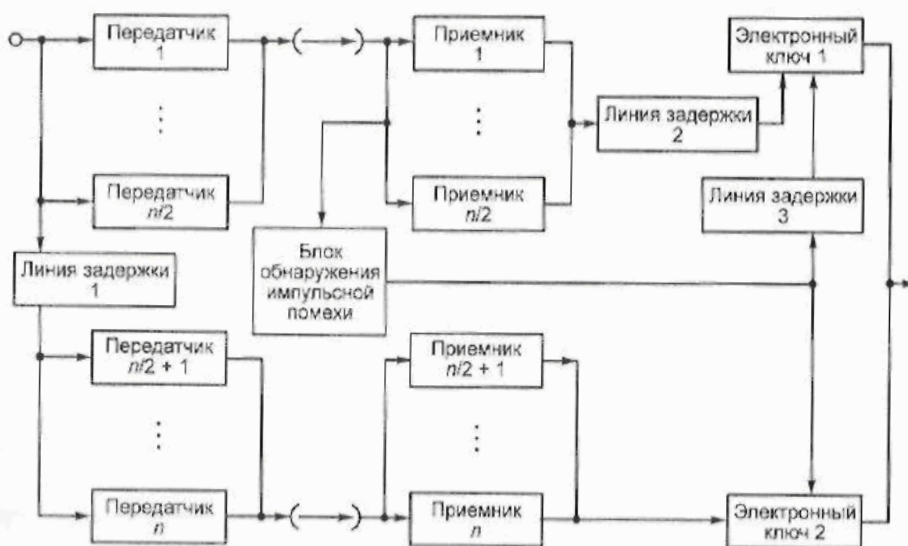 Передатчик
1
Приемник
1
Электронный
ключ 1
Линия задержки
2
Передатчик
n/2
Приемник
n/2
Линия задержки
3
Линия задержки
1
Блок
обнаружения
импульсной
помехи
Передатчик
n/2 + 1
Приемник
n/2 + 1
Передатчик
n
Приемник
n
Электронный
ключ 2